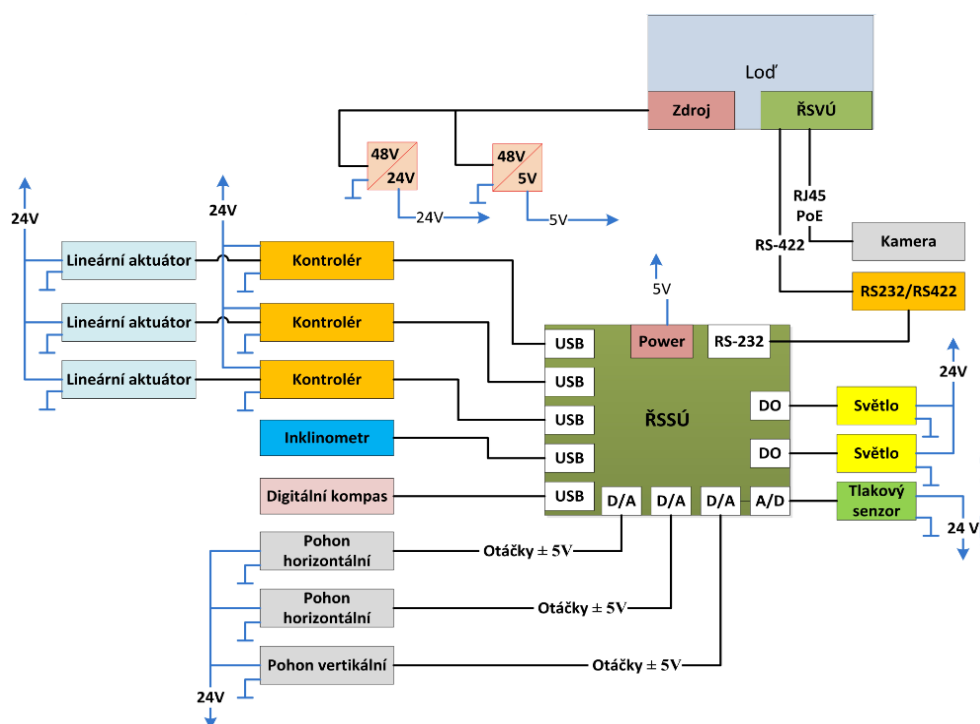 Loď
Zdroj
ŘSVÚ
48V
24V
48V
5V
24V
5V
RJ45
PoE
RS-422
Kamera
RS232/RS422
24V
24V
Lineární aktuátor
Kontrolér
Lineární aktuátor
Kontrolér
Lineární aktuátor
Kontrolér
Inklinometr
Digitální kompas
5V
USB
Power
RS-232
USB
USB
USB
USB
ŘSSÚ
DO
DO
D/A
D/A
D/A
A/D
24V
Světlo
Světlo
Tlakový
senzor
24 V
Pohon
horizontální
Otáčky ± 5V
Pohon
horizontální
Otáčky ± 5V
Pohon vertikální
Otáčky ± 5V
24V